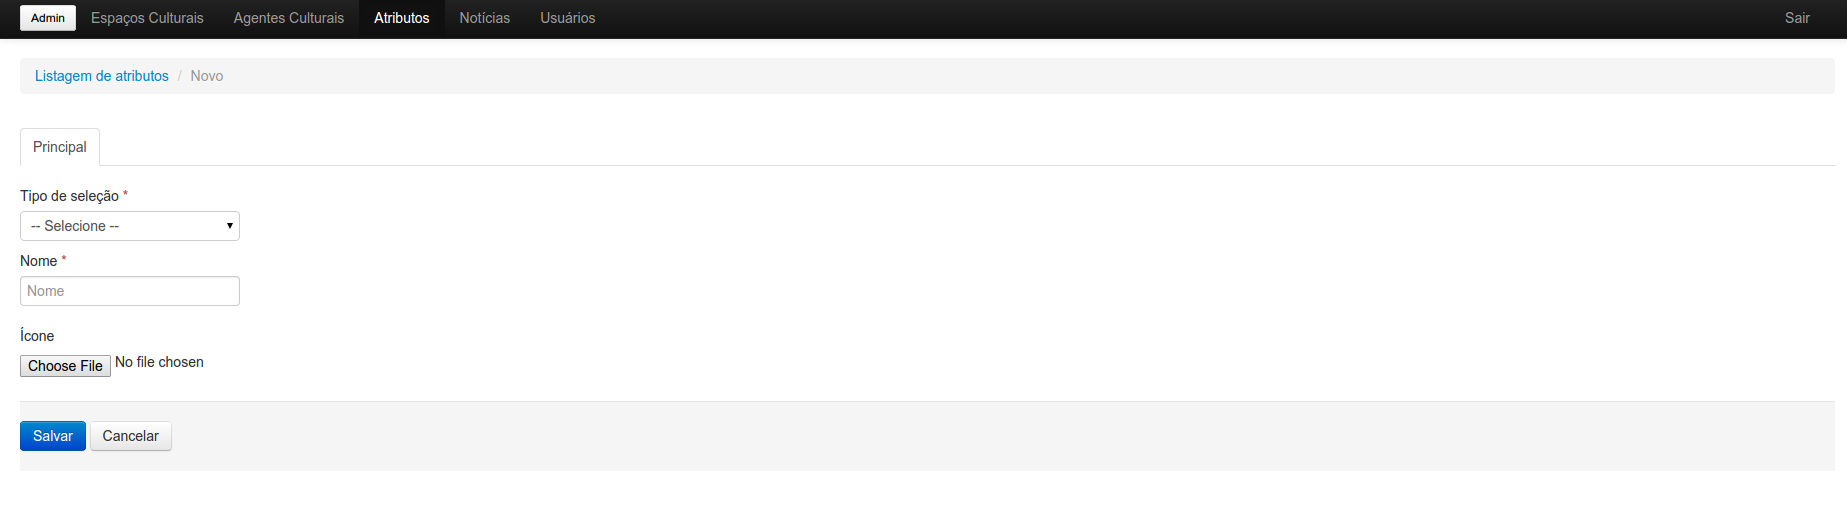 Admin Espaços Culturais Agentes Culturais Atributos Notícias Usuários Sair
Listagem de atributos / Novo
Principal
Tipo de seleção *
-- Selecione --
Nome *
Nome
Ícone
Choose File No file chosen
Salvar Cancelar